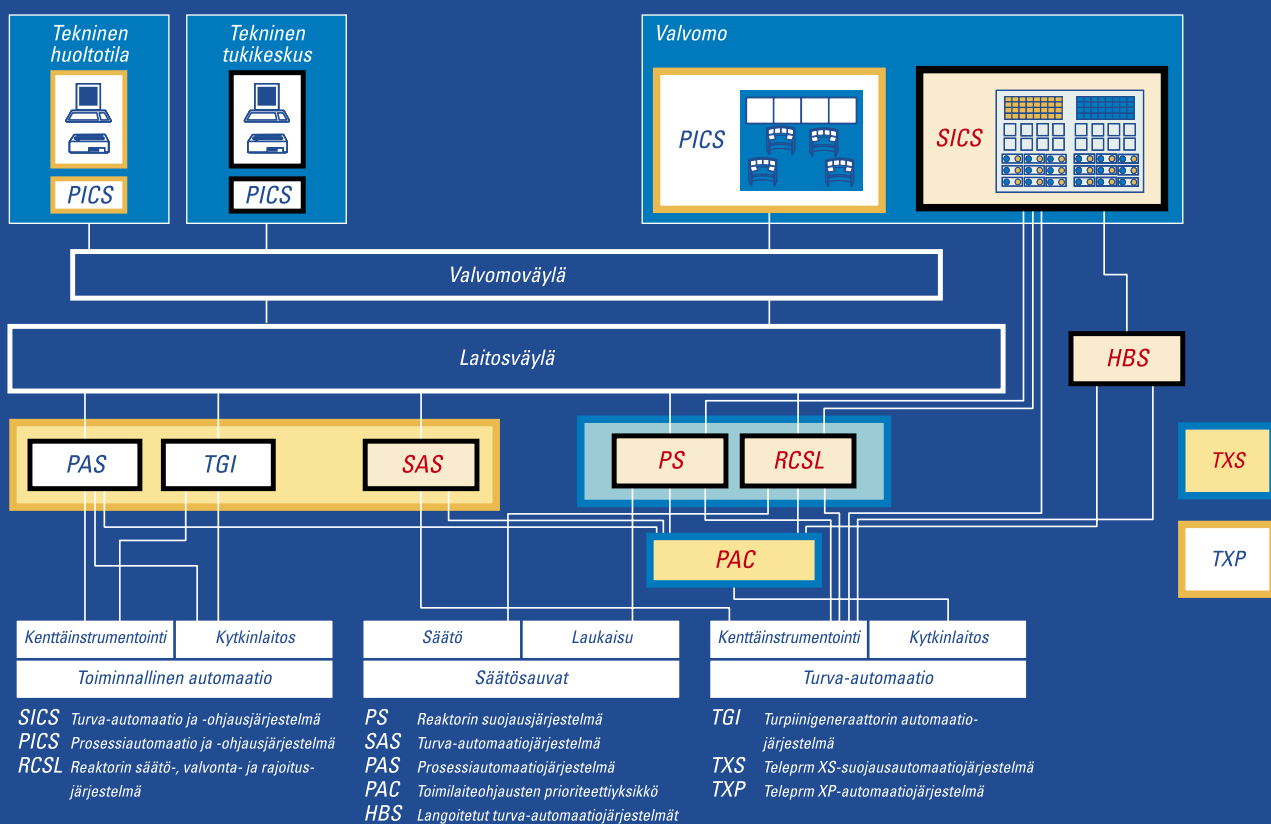 Tekninen
huoltotila
PICS
Tekninen
tukikeskus
PICS
Valvomo
PICS
SICS
Valvomoväylä
Laitosväylä
HBS
PAS
TGI
SAS
PS
RCSL
TXS
PAC
TXP
Kenttäinstrumentointi
Kytkinlaitos
Toiminnallinen automaatio
Säätö
Laukaisu
Säätösauvat
Kenttäinstrumentointi
Kytkinlaitos
Turva-automaatio
SICS Turva-automaatio ja -ohjausjärjestelmä
PICS Prosessiautomaatio ja -ohjausjärjestelmä
RCSL Reaktorin säätö-, valvonta- ja rajoitus-
järjestelmä
PS Reaktorin suojausjärjestelmä
SAS Turva-automaatiojärjestelmä
PAS Prosessiautomaatiojärjestelmä
PAC Toimilaiteohjausten prioriteettiyksikkö
HBS Langoitetut turva-automaatiojärjestelmät
TGI Turpiinigeneraattorin automaatio-
järjestelmä
TXS Teleprm XS-suojausautomaatiojärjestelmä
TXP Teleprm XP-automaatiojärjestelmä